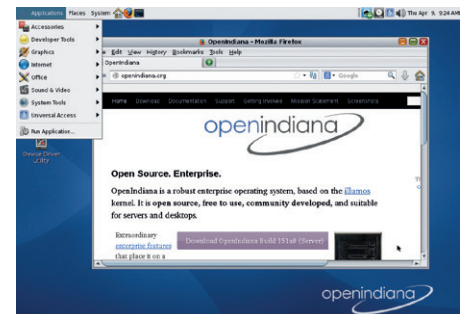 Applications Places System
Thu Apr 9, 9:24 AM
Accessories
Developer Tools
Graphics
Internet
Office
Sound & Video
System Tools
Universal Access
Run Application...
Device Driver
Utility
OpenIndiana - Mozilla Firefox
Edit View History Bookmarks Tools Help
OpenIndiana
openindiana.org
Google
Home Download Documentation Support Getting Involved Mission Statement Screenshots
openindiana
Open Source. Enterprise.
OpenIndiana is a robust enterprise operating system, based on the illumos
kernel. It is open source, free to use, community developed, and suitable
for servers and desktops.
Extraordinary
enterprise features
that place it on a
Download OpenIndiana Build 151a8 (Server)
openindiana